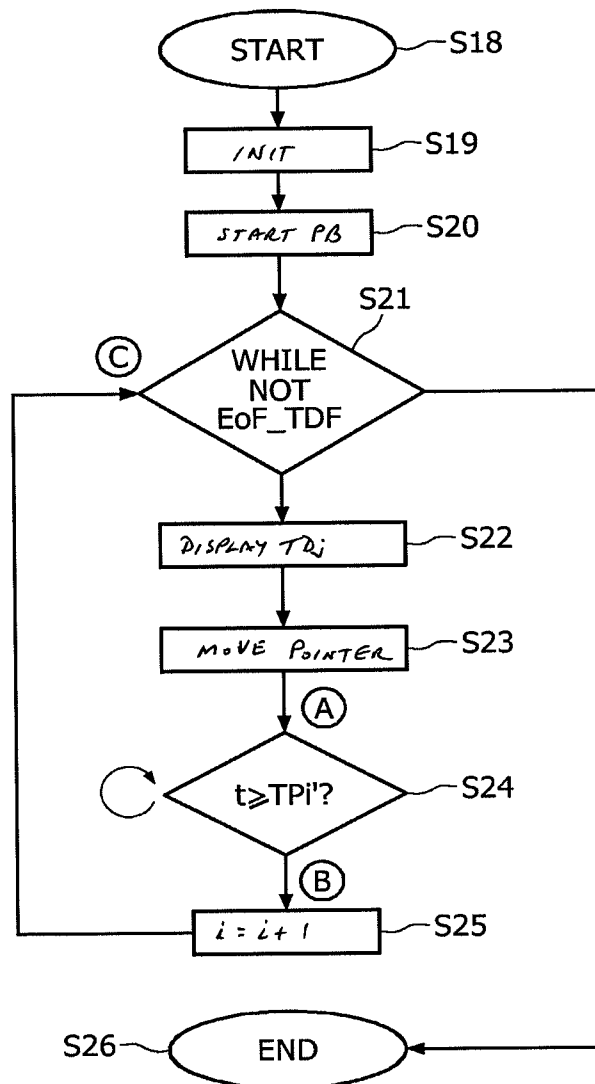 START
S18
INIT
S19
START PB
S20
S21
C
WHILE
NOT
EoF_TDF
DISPLAY TDj
S22
MOVE POINTER
S23
A
t≥TPi'?
S24
B
i = i + 1
S25
S26
END